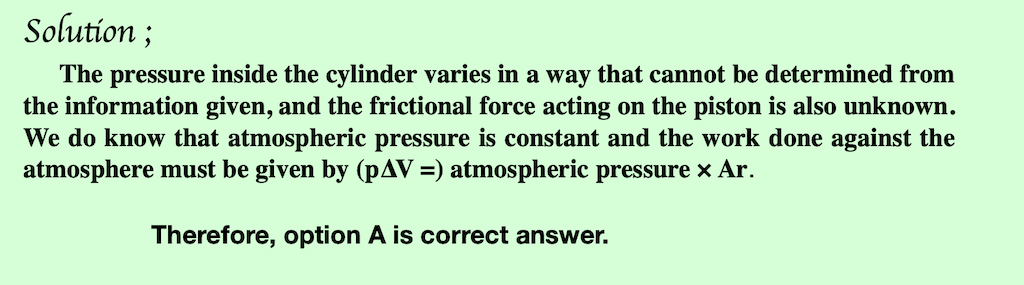 Solution ;
The pressure inside the cylinder varies in a way that cannot be determined from
the information given, and the frictional force acting on the piston is also unknown.
We do know that atmospheric pressure is constant and the work done against the
atmosphere must be given by (pΔV =) atmospheric pressure × Ar.
Therefore, option A is correct answer.